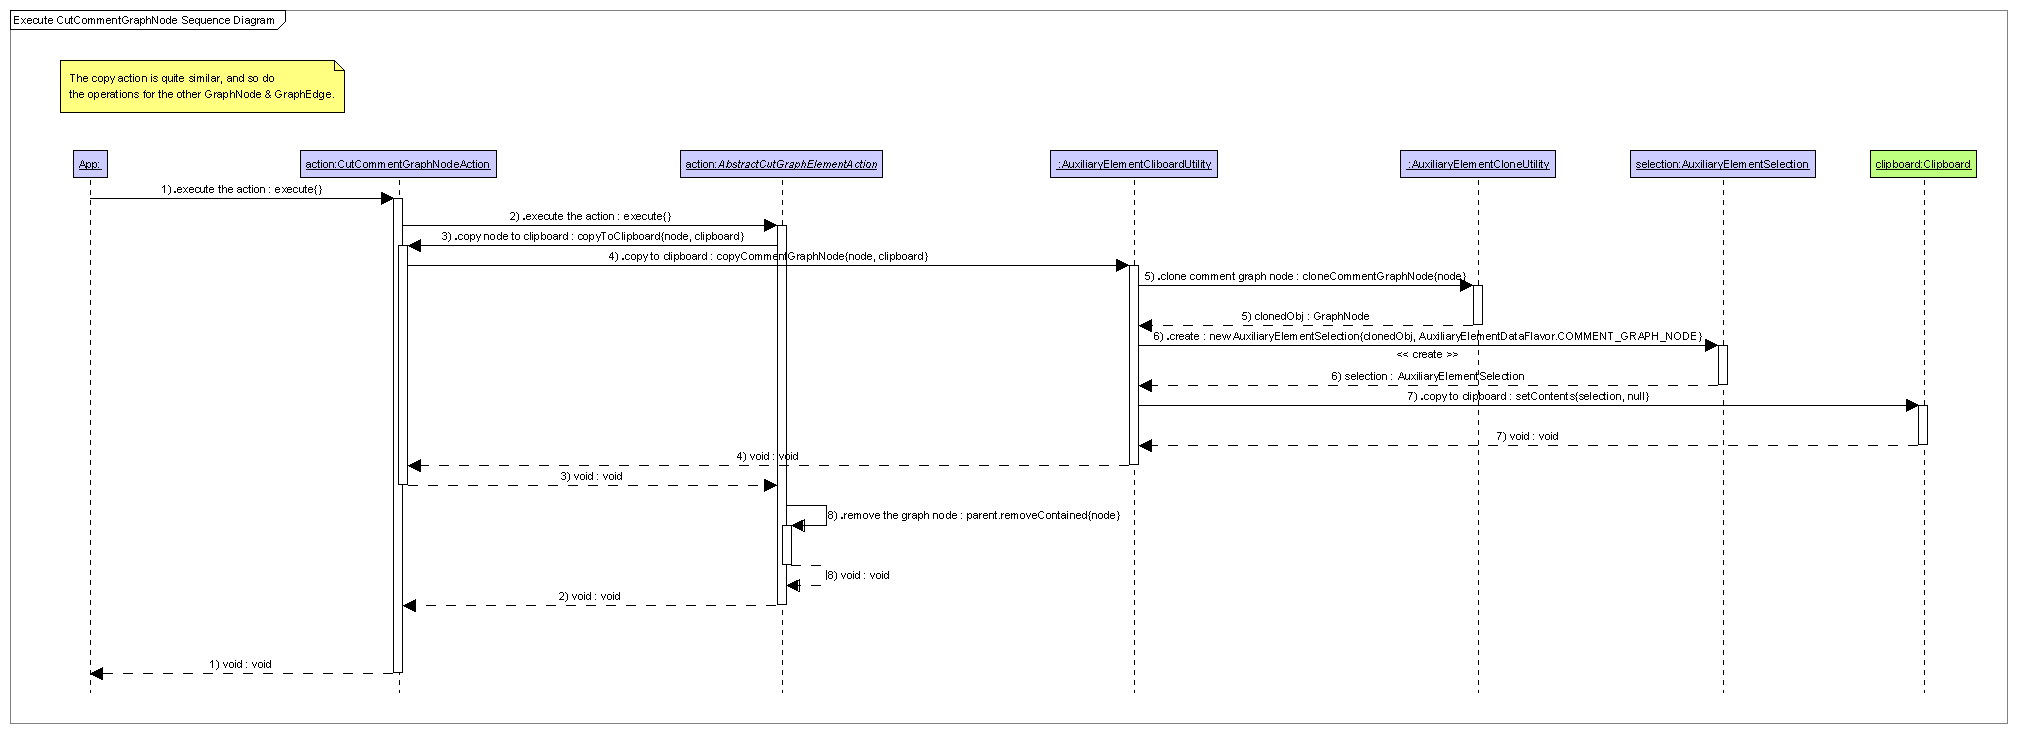 Execute CutCommentGraphNode Sequence Diagram
The copy action is quite similar, and so do
the operations for the other GraphNode & GraphEdge.
App:
action:CutCommentGraphNodeAction
action:AbstractCutGraphElementAction
:AuxiliaryElementCliboardUtility
:AuxiliaryElementCloneUtility
selection:AuxiliaryElementSelection
clipboard:Clipboard
1) .execute the action : execute{}
2) .execute the action : execute{}
3) .copy node to clipboard : copyToClipboard{node, clipboard}
4) .copy to clipboard : copyCommentGraphNode{node, clipboard}
5) .clone comment graph node : cloneCommentGraphNode{node}
5) clonedObj : GraphNode
6) .create : new AuxiliaryElementSelection{clonedObj, AuxiliaryElementDataFlavor.COMMENT_GRAPH_NODE}
<< create >>
6) selection : AuxiliaryElementSelection
7) .copy to clipboard : setContents{selection, null}
7) void : void
4) void : void
3) void : void
8) .remove the graph node : parent.removeContained{node}
8) void : void
2) void : void
1) void : void